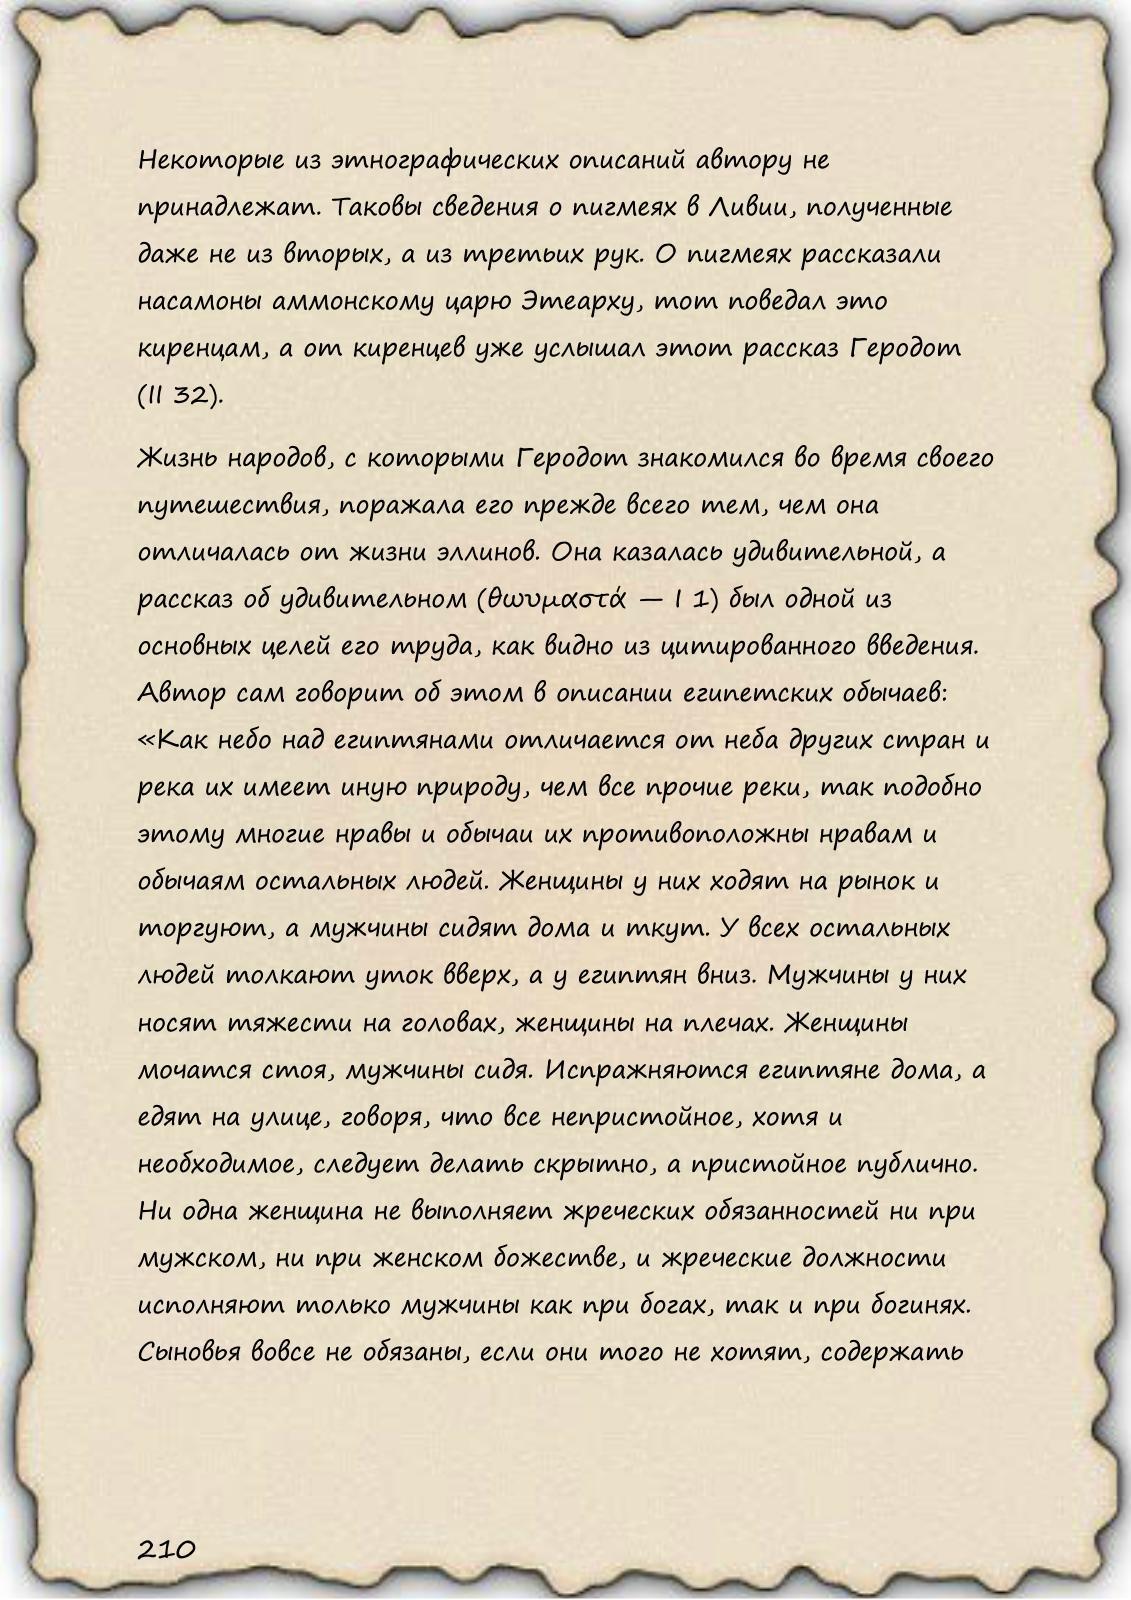 Некоторые из этнографических описаний автору не
принадлежат. Таковы сведения о пигмеях в Ливии, полученные
даже не из вторых, а из третьих рук. О пигмеях рассказали
насамоны аммонскому царю Этеарху, тот поведал это
киренцам, а от киренцев уже услышал этот рассказ Геродот
(II 32).
Жизнь народов, с которыми Геродот знакомился во время своего
путешествия, поражала его прежде всего тем, чем она
отличалась от жизни эллинов. Она казалась удивительной, а
рассказ об удивительном (θωυμαστά — I 1) был одной из
основных целей его труда, как видно из цитированного введения.
Автор сам говорит об этом в описании египетских обычаев:
«Как небо над египтянами отличается от неба других стран и
река их имеет иную природу, чем все прочие реки, так подобно
этому многие нравы и обычаи их противоположны нравам и
обычаям остальных людей. Женщины у них ходят на рынок и
торгуют, а мужчины сидят дома и ткут. У всех остальных
людей толкают уток вверх, а у египтян вниз. Мужчины у них
носят тяжести на головах, женщины на плечах. Женщины
мочатся стоя, мужчины сидя. Испражняются египтяне дома, а
едят на улице, говоря, что все непристойное, хотя и
необходимое, следует делать скрытно, а пристойное публично.
Ни одна женщина не выполняет жреческих обязанностей ни при
мужском, ни при женском божестве, и жреческие должности
исполняют только мужчины как при богах, так и при богинях.
Сыновья вовсе не обязаны, если они того не хотят, содержать
210